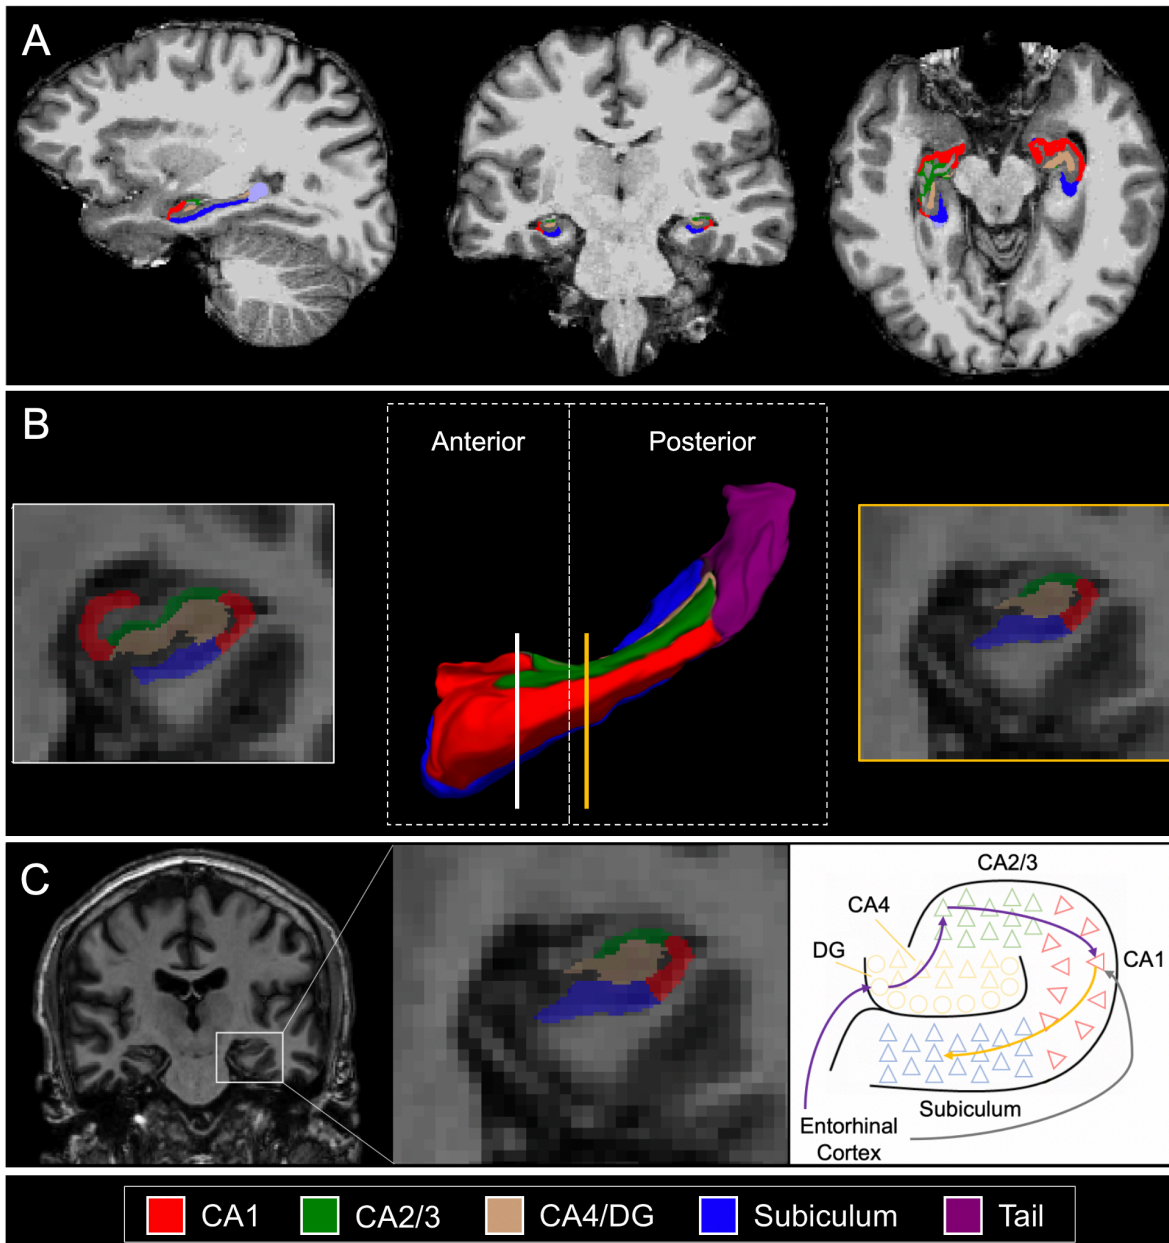 A
B
Anterior
Posterior
C
CA2/3
CA4
DG
CA1
Subiculum
Entorhinal
Cortex
CA1
CA2/3
CA4/DG
Subiculum
Tail